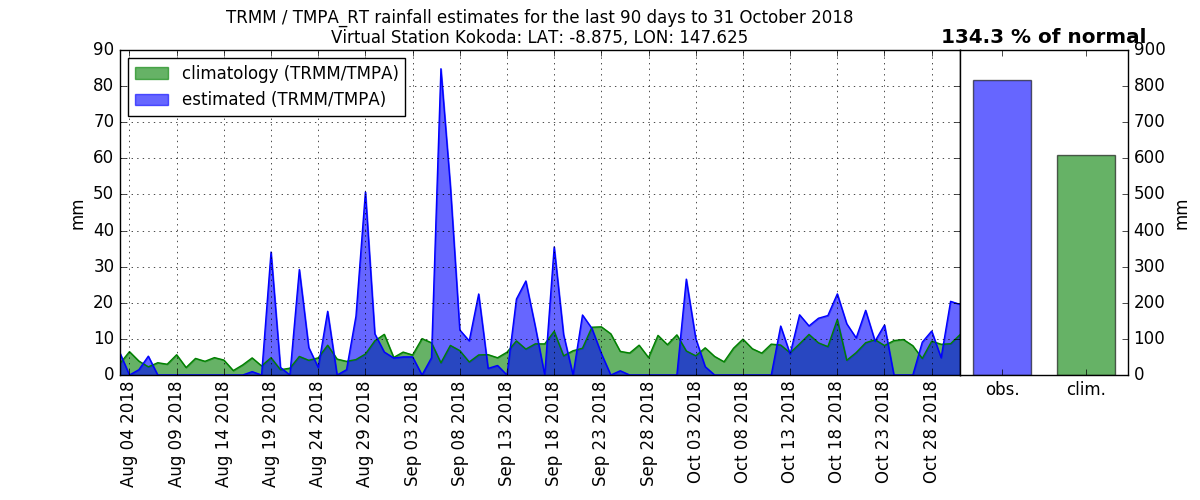 TRMM / TMPA_RT rainfall estimates for the last 90 days to 31 October 2018
Virtual Station Kokoda: LAT: -8.875, LON: 147.625
134.3 % of normal
climatology (TRMM/TMPA)
estimated (TRMM/TMPA)
mm
90
80
70
60
50
40
30
20
10
0
Aug 04 2018
Aug 09 2018
Aug 14 2018
Aug 19 2018
Aug 24 2018
Aug 29 2018
Sep 03 2018
Sep 08 2018
Sep 13 2018
Sep 18 2018
Sep 23 2018
Sep 28 2018
Oct 03 2018
Oct 08 2018
Oct 13 2018
Oct 18 2018
Oct 23 2018
Oct 28 2018
900
800
700
600
500
400
300
200
100
0
mm
obs.
clim.